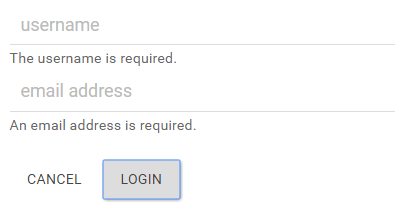 username
The username is required.
email address
An email address is required.
CANCEL LOGIN